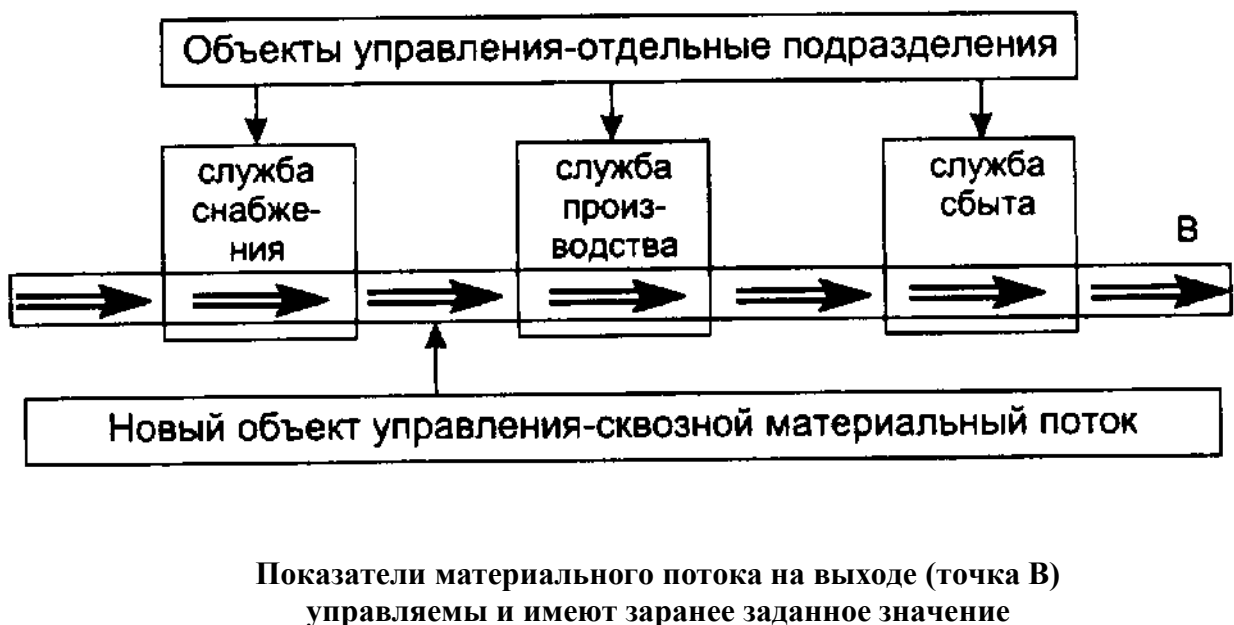 Объекты управления-отдельные подразделения
служба
снабже-
ния
служба
произ-
водства
служба
сбыта
В
Новый объект управления-сквозной материальный поток
Показатели материального потока на выходе (точка В)
управляемы и имеют заранее заданное значение